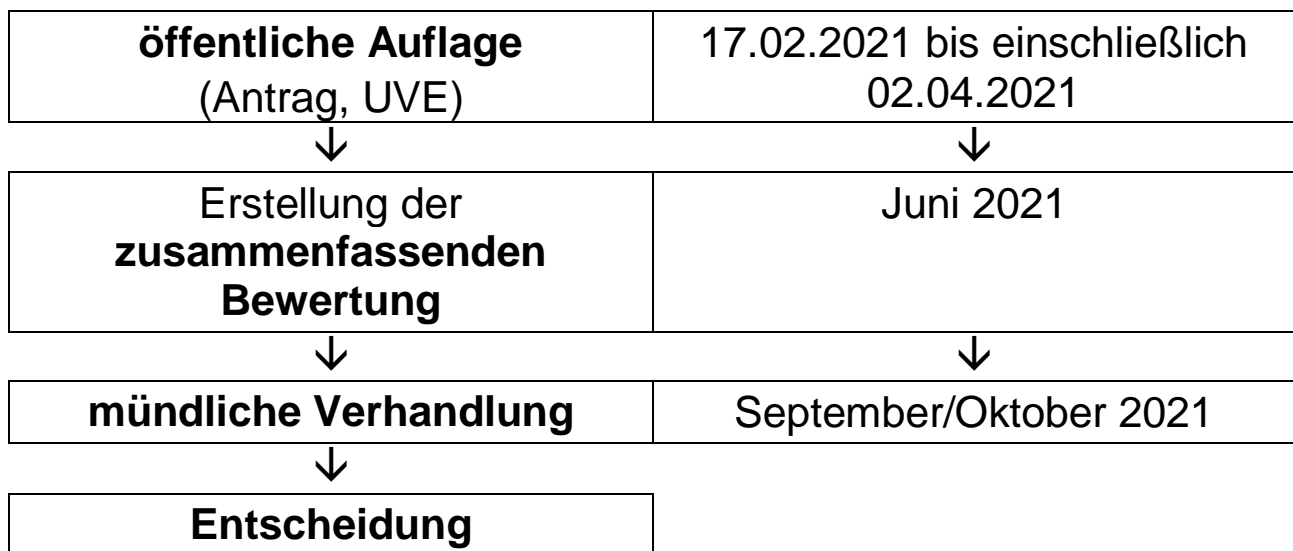 öffentliche Auflage
(Antrag, UVE)
17.02.2021 bis einschließlich
02.04.2021
↓
↓
Erstellung der
zusammenfassenden
Bewertung
Juni 2021
↓
↓
mündliche Verhandlung
September/Oktober 2021
↓
Entscheidung